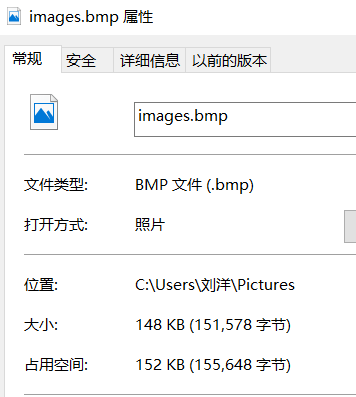 images.bmp 属性
常规 安全 详细信息 以前的版本
images.bmp
文件类型: BMP 文件 (.bmp)
打开方式: 照片
位置: C:\Users\刘洋\Pictures
大小: 148 KB (151,578 字节)
占用空间: 152 KB (155,648 字节)